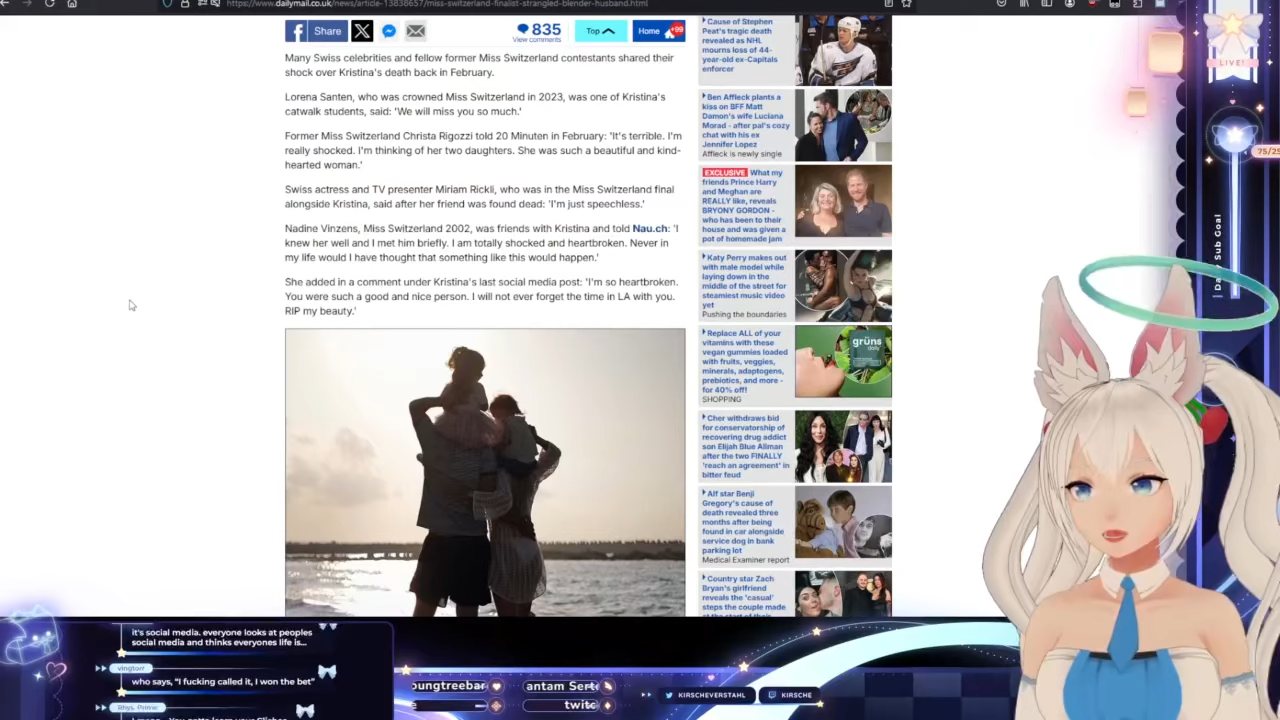 https://www.dailymail.co.uk/news/article-13838657/miss-switzerland-finalist-strangled-blender-husband.html
Share
835
View comments
Top
Home
+99
Many Swiss celebrities and fellow former Miss Switzerland contestants shared their
shock over Kristina's death back in February.
Lorena Santen, who was crowned Miss Switzerland in 2023, was one of Kristina's
catwalk students, said: 'We will miss you so much.'
Former Miss Switzerland Christa Rigozzi told 20 Minuten in February: 'It's terrible. I'm
really shocked. I'm thinking of her two daughters. She was such a beautiful and kind-
hearted woman.'
Swiss actress and TV presenter Miriam Rickli, who was in the Miss Switzerland final
alongside Kristina, said after her friend was found dead: 'I'm just speechless.'
Nadine Vinzens, Miss Switzerland 2002, was friends with Kristina and told Nau.ch: 'I
knew her well and I met him briefly. I am totally shocked and heartbroken. Never in
my life would I have thought that something like this would happen.'
She added in a comment under Kristina's last social media post: 'I'm so heartbroken.
You were such a good and nice person. I will not ever forget the time in LA with you.
RIP my beauty.'
Cause of Stephen
Peat's tragic death
revealed as NHL
mourns loss of 44-
year-old ex-Capitals
enforcer
Ben Affleck plants a
kiss on BFF Matt
Damon's wife Luciana
Morad - after pal's cozy
chat with his ex
Jennifer Lopez
Affleck is newly single
EXCLUSIVE What my
friends Prince Harry
and Meghan are
REALLY like, reveals
BRYONY GORDON -
who has been to their
house and was given a
pot of homemade jam
Katy Perry makes out
with male model while
laying down in the
middle of the street for
steamiest music video
yet
Pushing the boundaries
Replace ALL of your
vitamins with these
vegan gummies loaded
with fruits, veggies,
minerals, adaptogens,
prebiotics, and more -
for 40% off!
SHOPPING
grüns
Cher withdraws bid
for conservatorship of
recovering drug addict
son Elijah Blue Allman
after the two FINALLY
'reach an agreement' in
bitter feud
Alf star Benji
Gregory's cause of
death revealed three
months after being
found in car alongside
service dog in bank
parking lot
Medical Examiner report
Country star Zach
Bryan's girlfriend
reveals the 'casual'
steps the couple made
LIVE!
75/25
Sub Goal
it's social media. everyone looks at peoples
social media and thinks everyones life is...
vingtorr
who says, "I fucking called it, I won the bet"
Rhys_Primo
oungtreebar
antam Serte
twitc
KIRSCHEVERSTAHL
KIRSCHE